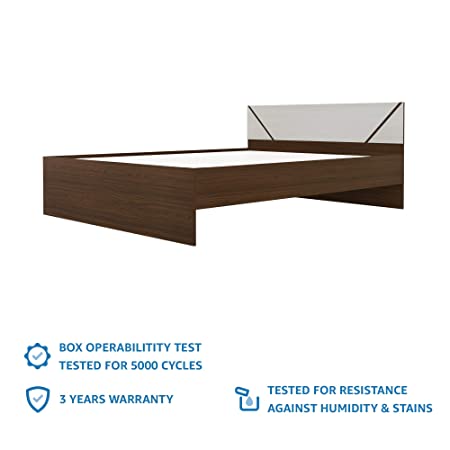 BOX OPERABILITITY TEST
TESTED FOR 5000 CYCLES
3 YEARS WARRANTY
TESTED FOR RESISTANCE
AGAINST HUMIDITY & STAINS